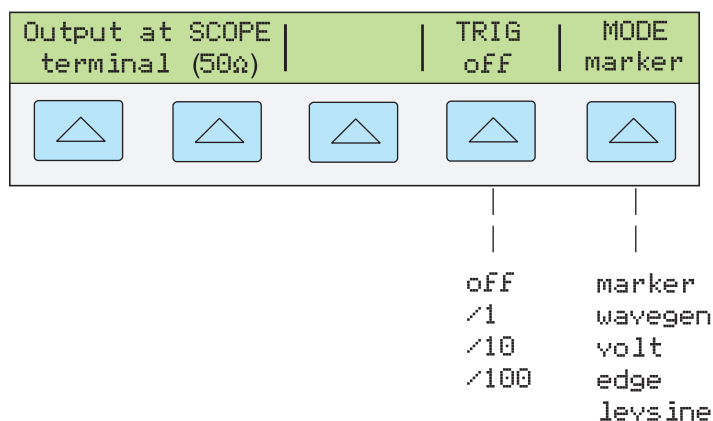 Output at SCOPE
terminal (50Ω)
TRIG
off
MODE
marker
off
/1
/10
/100
marker
wavegen
volt
edge
levsine